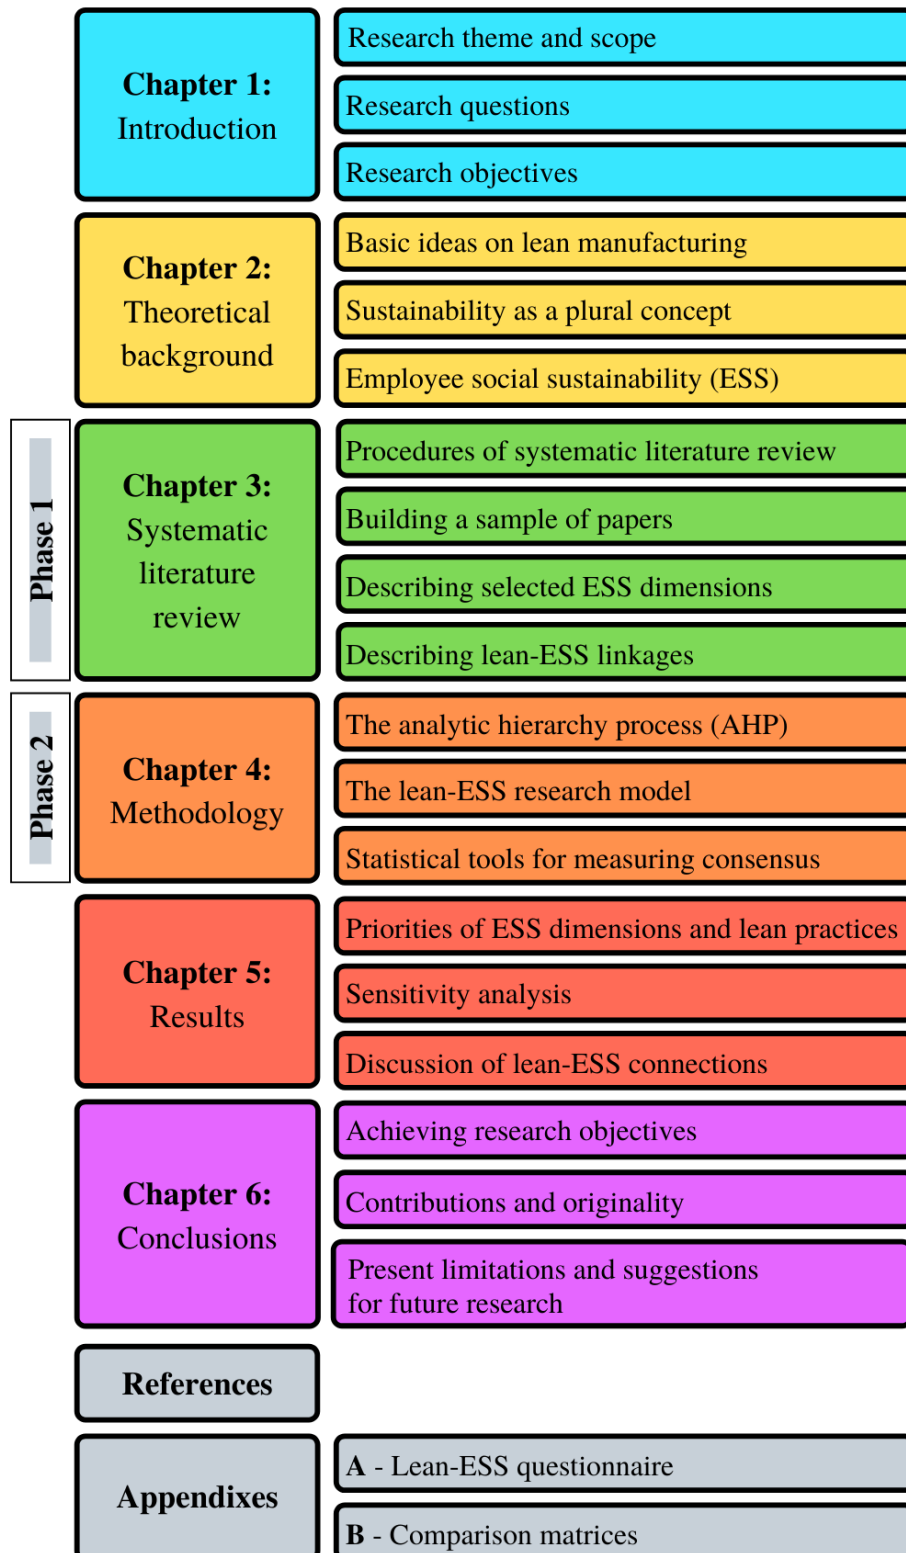 Chapter 1:
Introduction
Research theme and scope
Research questions
Research objectives
Chapter 2:
Theoretical
background
Basic ideas on lean manufacturing
Sustainability as a plural concept
Employee social sustainability (ESS)
Phase 1
Chapter 3:
Systematic
literature
review
Procedures of systematic literature review
Building a sample of papers
Describing selected ESS dimensions
Describing lean-ESS linkages
Phase 2
Chapter 4:
Methodology
The analytic hierarchy process (AHP)
The lean-ESS research model
Statistical tools for measuring consensus
Chapter 5:
Results
Priorities of ESS dimensions and lean practices
Sensitivity analysis
Discussion of lean-ESS connections
Chapter 6:
Conclusions
Achieving research objectives
Contributions and originality
Present limitations and suggestions
for future research
References
Appendixes
A - Lean-ESS questionnaire
B - Comparison matrices